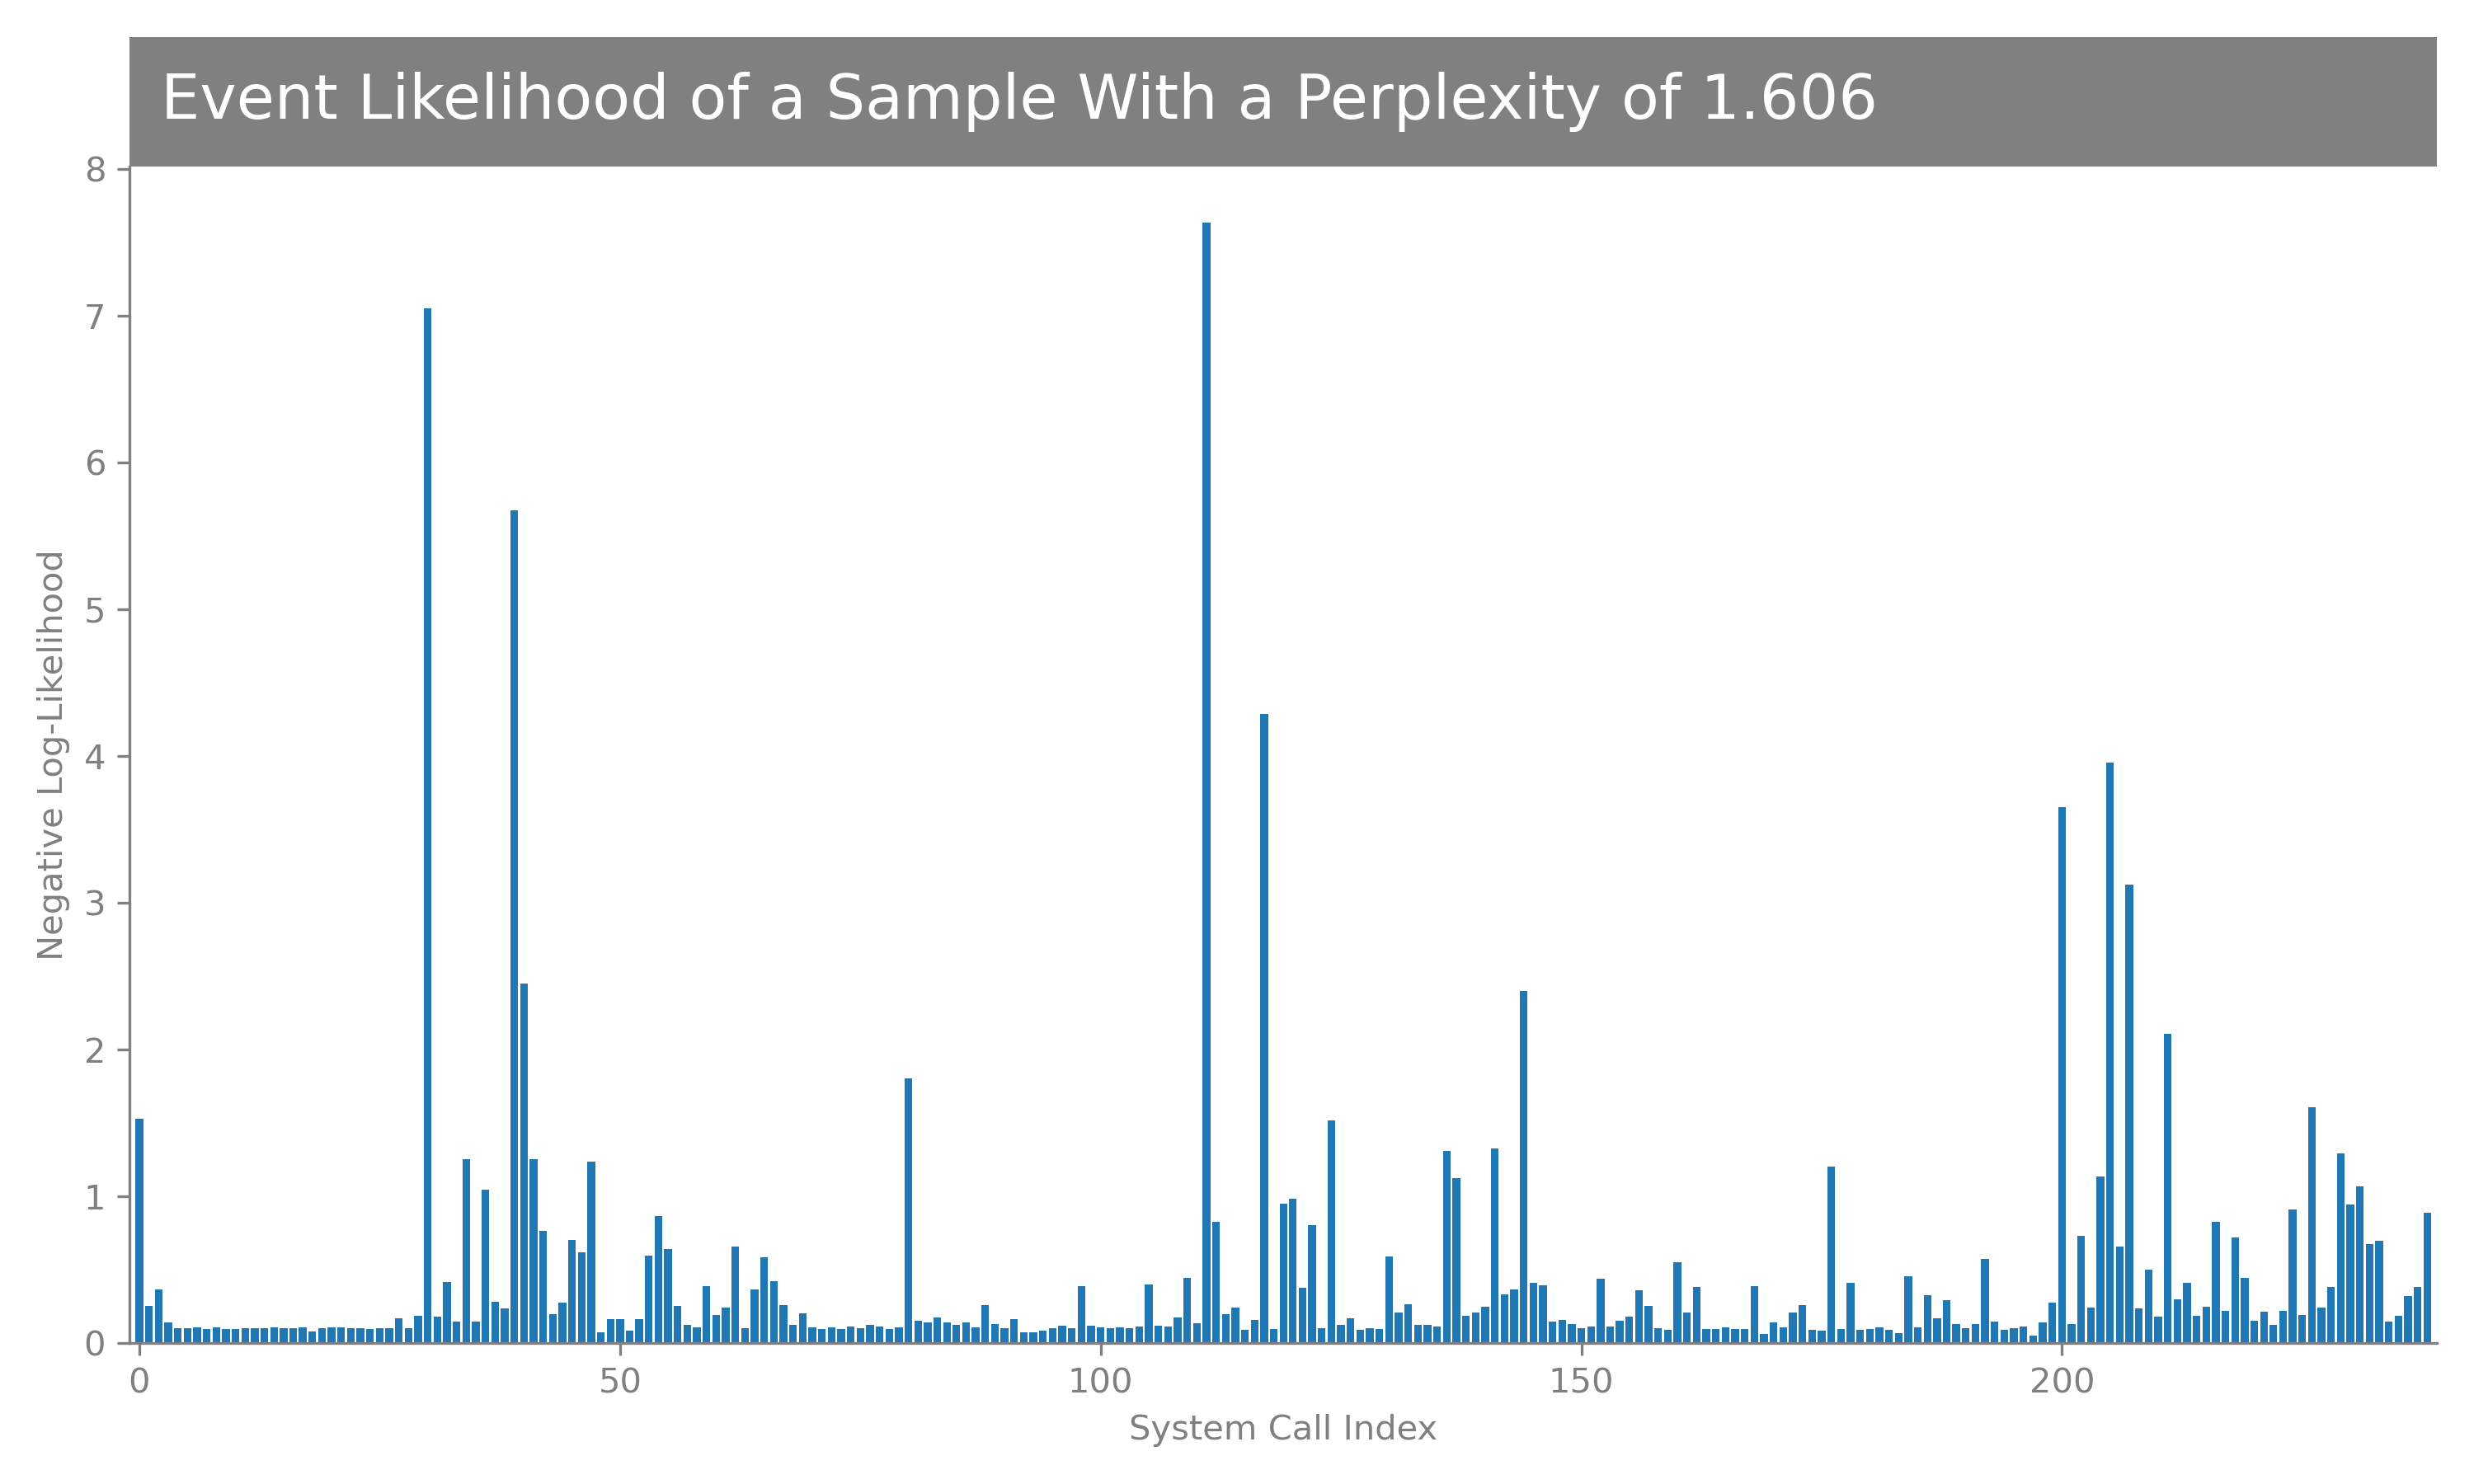 Event Likelihood of a Sample With a Perplexity of 1.606
8
7
6
5
4
3
2
1
0
Negative Log-Likelihood
0 50 100 150 200
System Call Index